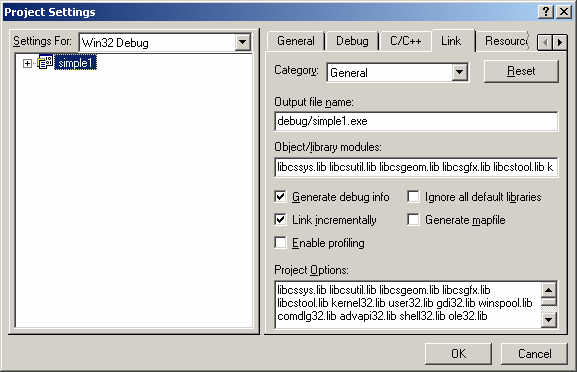 Project Settings
Settings For: Win32 Debug
simple1
General Debug C/C++ Link Resourc
Category: General Reset
Output file name:
debug/simple1.exe
Object/library modules:
libcssys.lib libcsutil.lib libcsgeom.lib libcsgfx.lib libcstool.lib k
Generate debug info Ignore all default libraries
Link incrementally Generate mapfile
Enable profiling
Project Options:
libcssys.lib libcsutil.lib libcsgeom.lib libcsgfx.lib
libcstool.lib kernel32.lib user32.lib gdi32.lib winspool.lib
comdlg32.lib advapi32.lib shell32.lib ole32.lib
OK Cancel